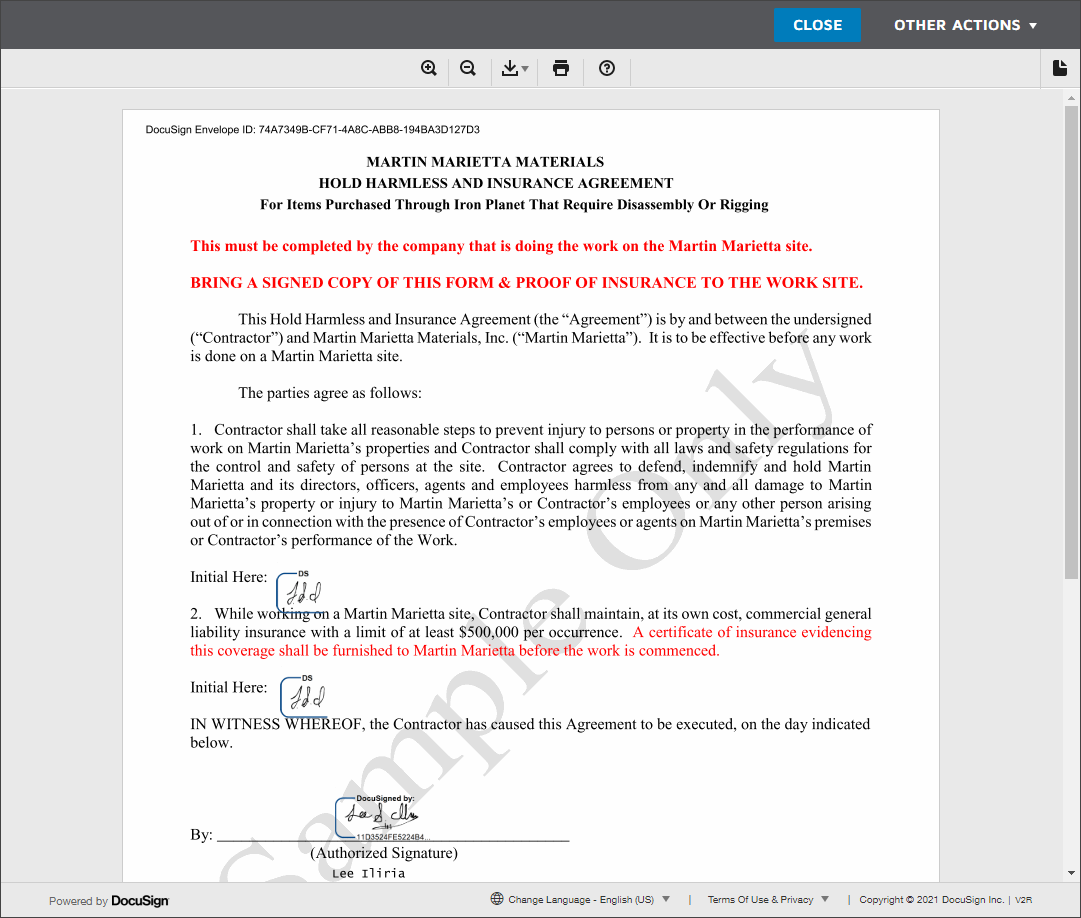 CLOSE
OTHER ACTIONS
DocuSign Envelope ID: 74A7349B-CF71-4A8C-ABB8-194BA3D127D3
MARTIN MARIETTA MATERIALS
HOLD HARMLESS AND INSURANCE AGREEMENT
For Items Purchased Through Iron Planet That Require Disassembly Or Rigging
This must be completed by the company that is doing the work on the Martin Marietta site.
BRING A SIGNED COPY OF THIS FORM & PROOF OF INSURANCE TO THE WORK SITE.
This Hold Harmless and Insurance Agreement (the “Agreement”) is by and between the undersigned
(“Contractor”) and Martin Marietta Materials, Inc. (“Martin Marietta”). It is to be effective before any work
is done on a Martin Marietta site.
The parties agree as follows:
1. Contractor shall take all reasonable steps to prevent injury to persons or property in the performance of
work on Martin Marietta’s properties and Contractor shall comply with all laws and safety regulations for
the control and safety of persons at the site. Contractor agrees to defend, indemnify and hold Martin
Marietta and its directors, officers, agents and employees harmless from any and all damage to Martin
Marietta’s property or injury to Martin Marietta’s or Contractor’s employees or any other person arising
out of or in connection with the presence of Contractor’s employees or agents on Martin Marietta’s premises
or Contractor’s performance of the Work.
Initial Here:
DS
2. While working on a Martin Marietta site, Contractor shall maintain, at its own cost, commercial general
liability insurance with a limit of at least $500,000 per occurrence. A certificate of insurance evidencing
this coverage shall be furnished to Martin Marietta before the work is commenced.
Initial Here:
DS
IN WITNESS WHEREOF, the Contractor has caused this Agreement to be executed, on the day indicated
below.
DocuSigned by:
By:
11D3524FE5224B4...
(Authorized Signature)
Lee Iliria
Sample Only
Powered by DocuSign
Change Language - English (US)
Terms Of Use & Privacy
Copyright © 2021 DocuSign Inc. | V2R